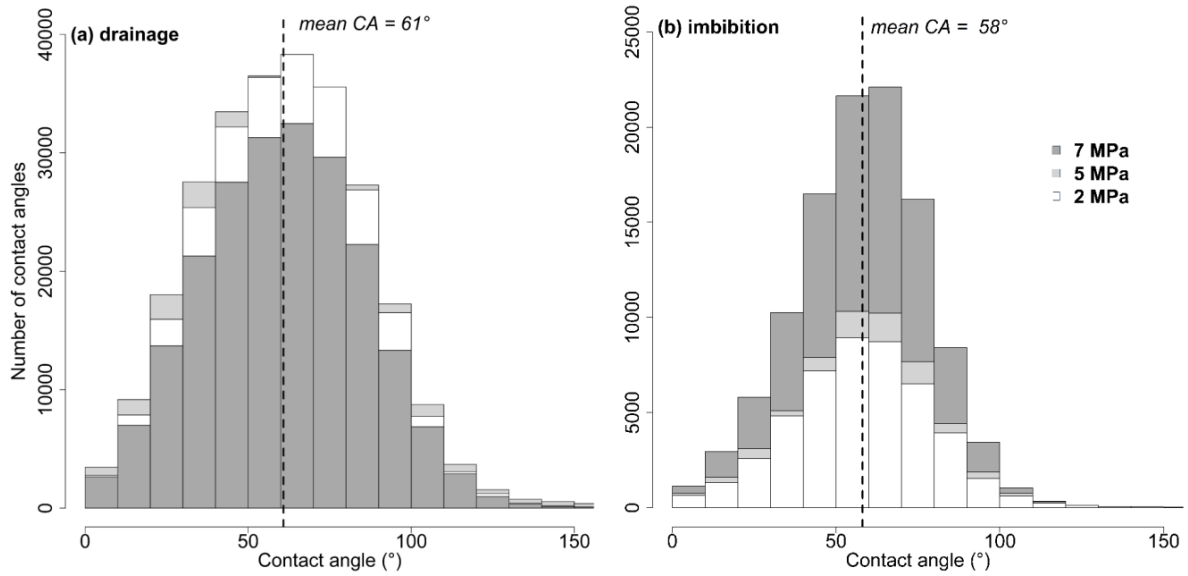 (a) drainage
mean CA = 61°
Number of contact angles
40000
30000
20000
10000
0
0
50
100
150
Contact angle (°)
(b) imbibition
mean CA = 58°
25000
20000
15000
10000
5000
0
7 MPa
5 MPa
2 MPa
0
50
100
150
Contact angle (°)